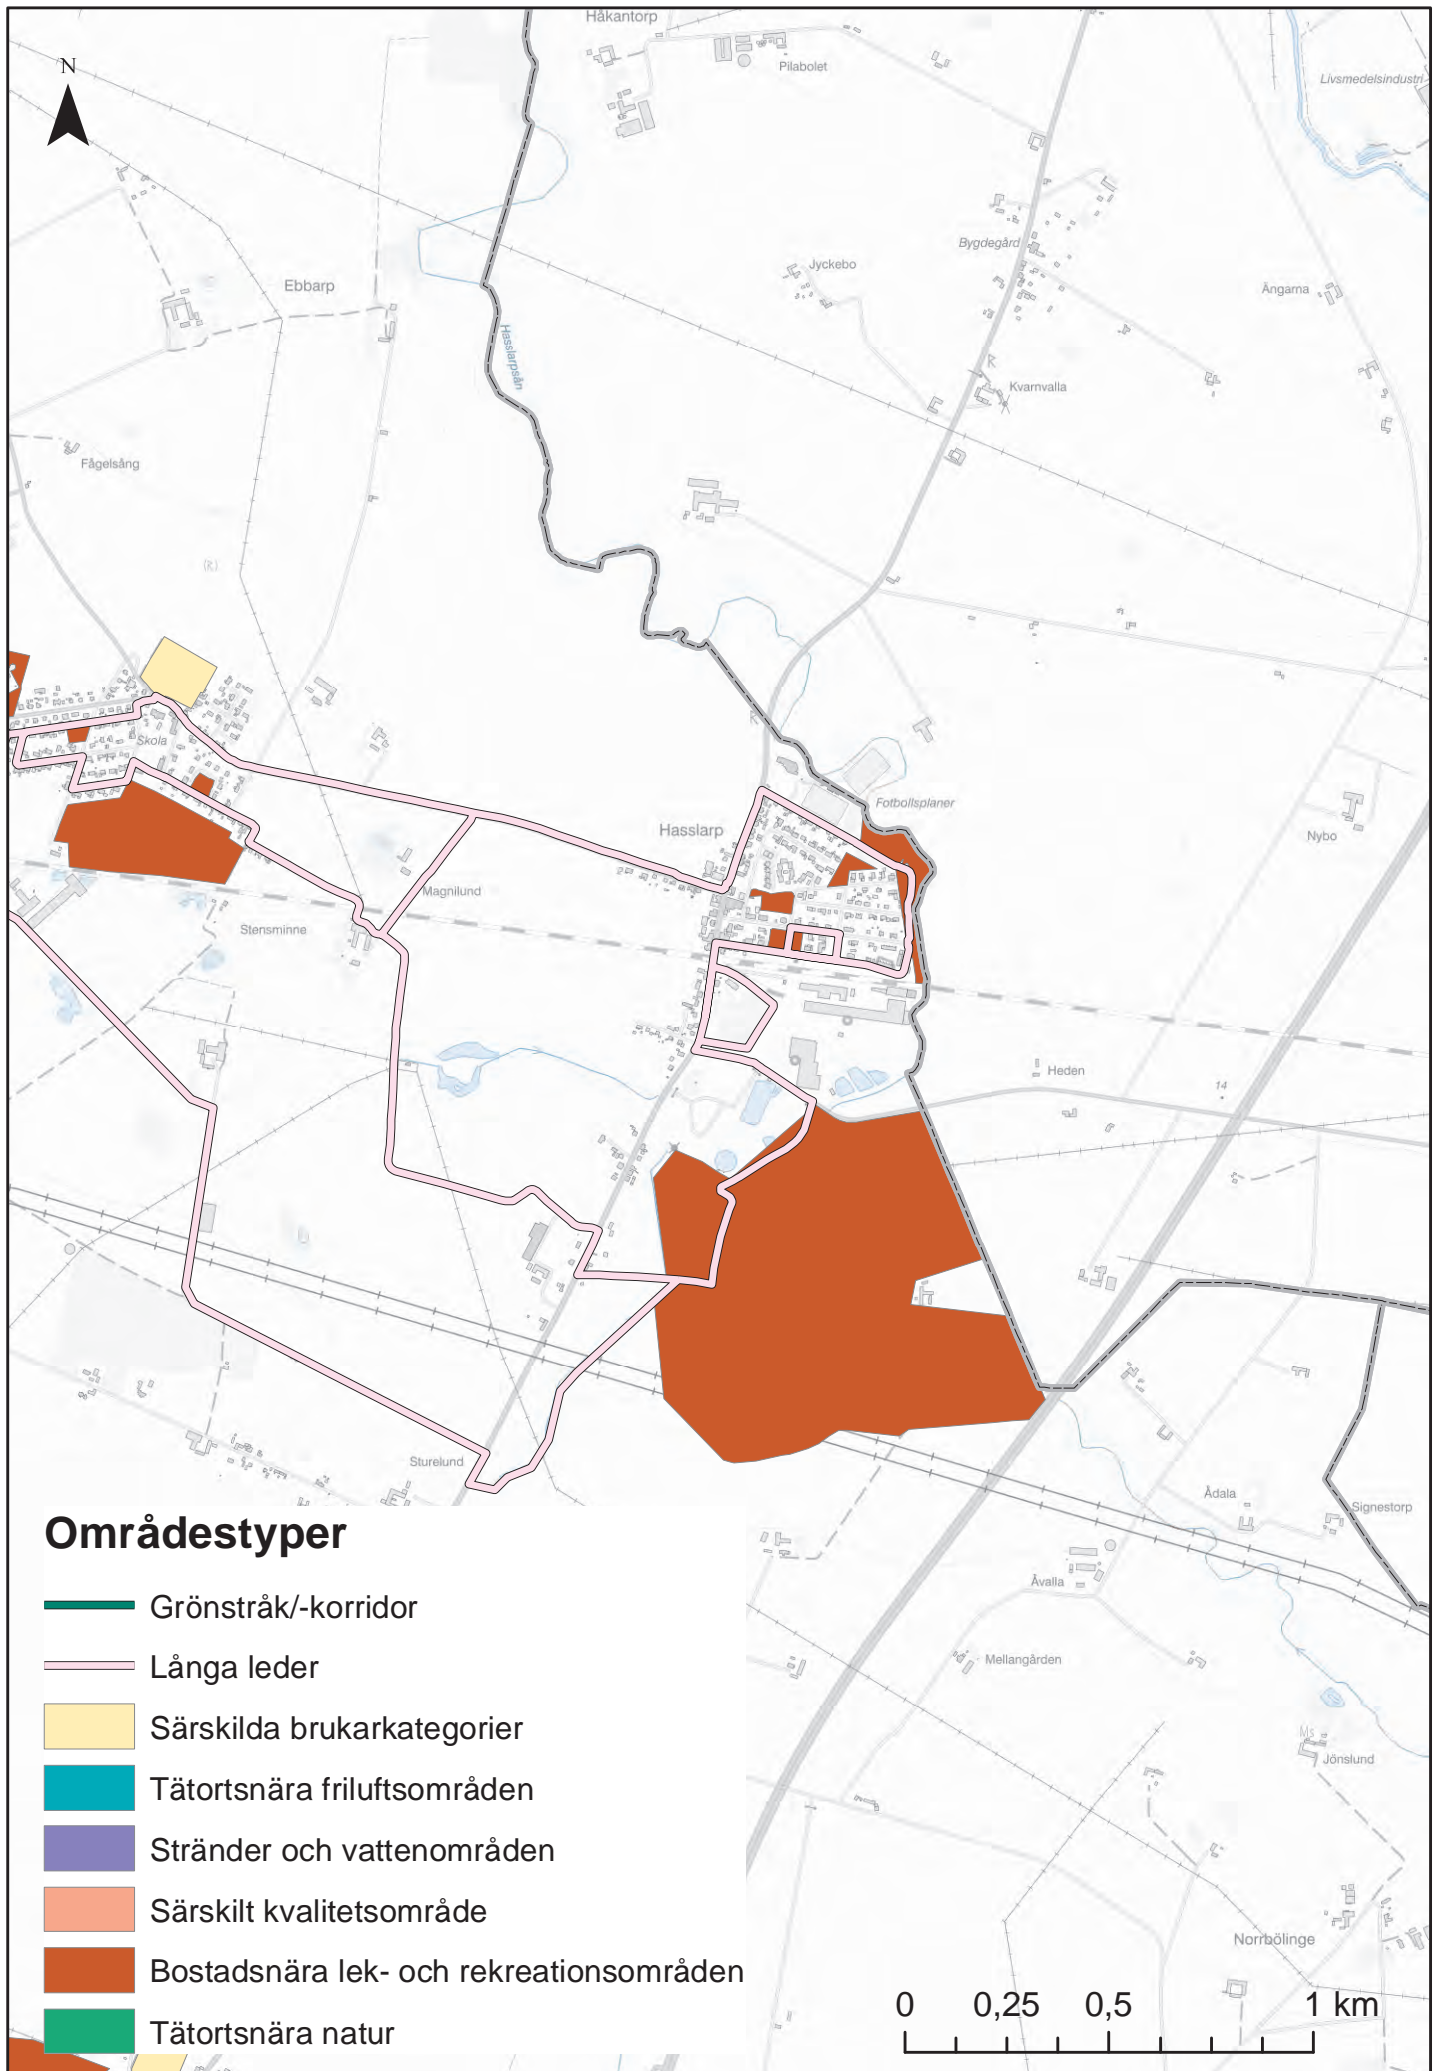 Håkantorp
N
Pilabolet
Livsmedelsindustri
Bygdegård
Jyckebo
Ebbarp
Ängarna
Hasslarpsån
R
Kvarnvalla
Fågelsång
(R)
K
Skola
Fotbollsplaner
Hasslarp
Nybo
Magnilund
Stensminne
Heden
14
Sturelund
Ådala
Signestorp
Åvalla
Mellangården
Ms
Jönslund
Norrbölinge
Områdestyper
Grönstråk/-korridor
Långa leder
Särskilda brukarkategorier
Tätortsnära friluftsområden
Stränder och vattenområden
Särskilt kvalitetsområde
Bostadsnära lek- och rekreationsområden
Tätortsnära natur
0 0,25 0,5 1 km